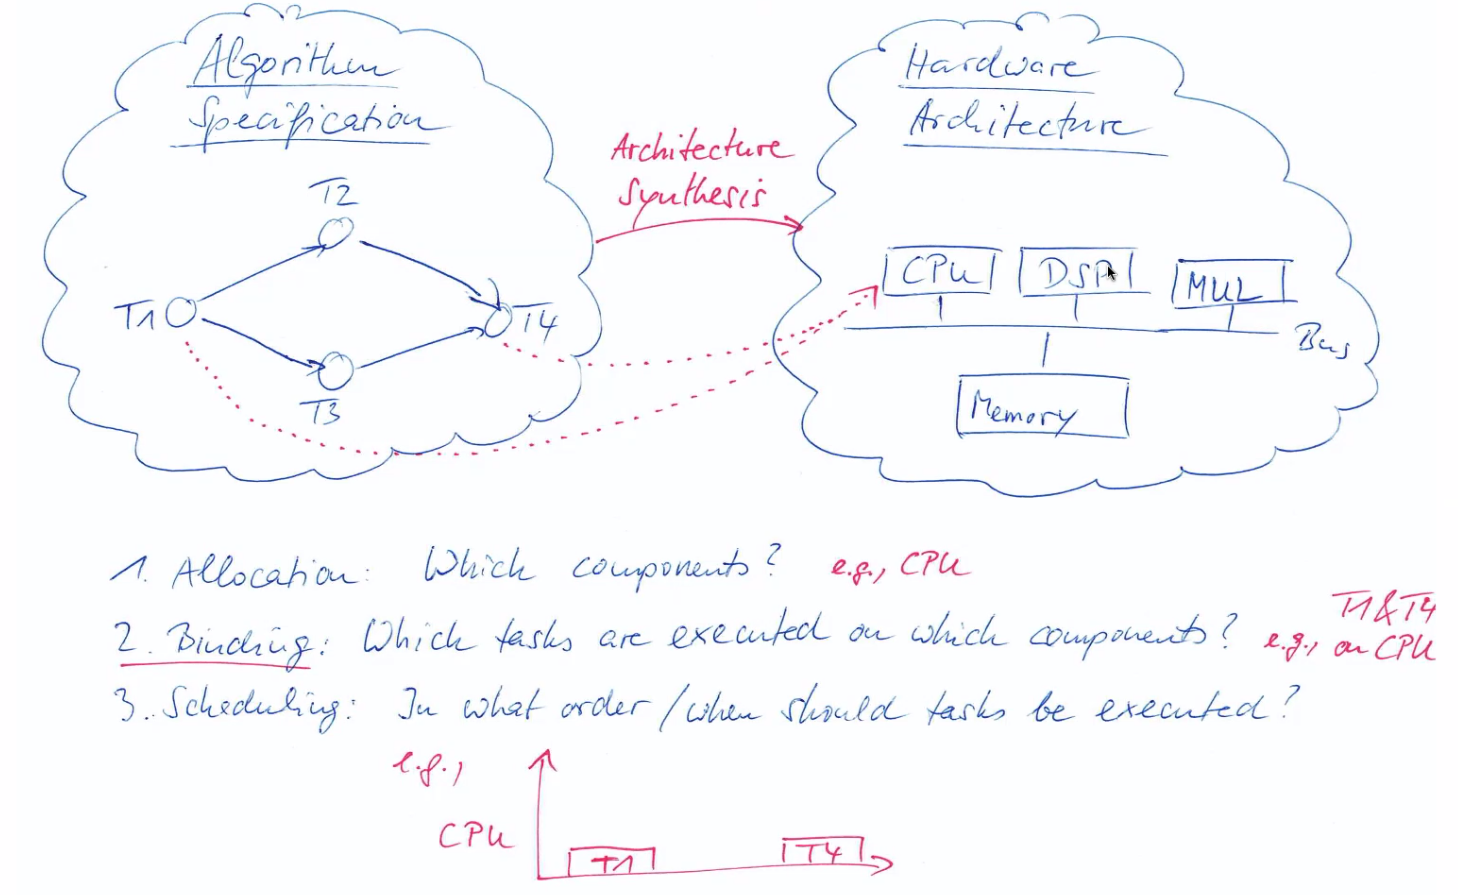 Algorithm
Specification
T2
T1
T4
T3
Architecture
Synthesis
Hardware
Architecture
CPU
DSP
MUL
Bus
Memory
1. Allocation: Which components? e.g., CPU
2. Binding: Which tasks are executed on which components? e.g., T1&T4 on CPU
3. Scheduling: In what order/when should tasks be executed?
e.g.,
CPU
T1
T4